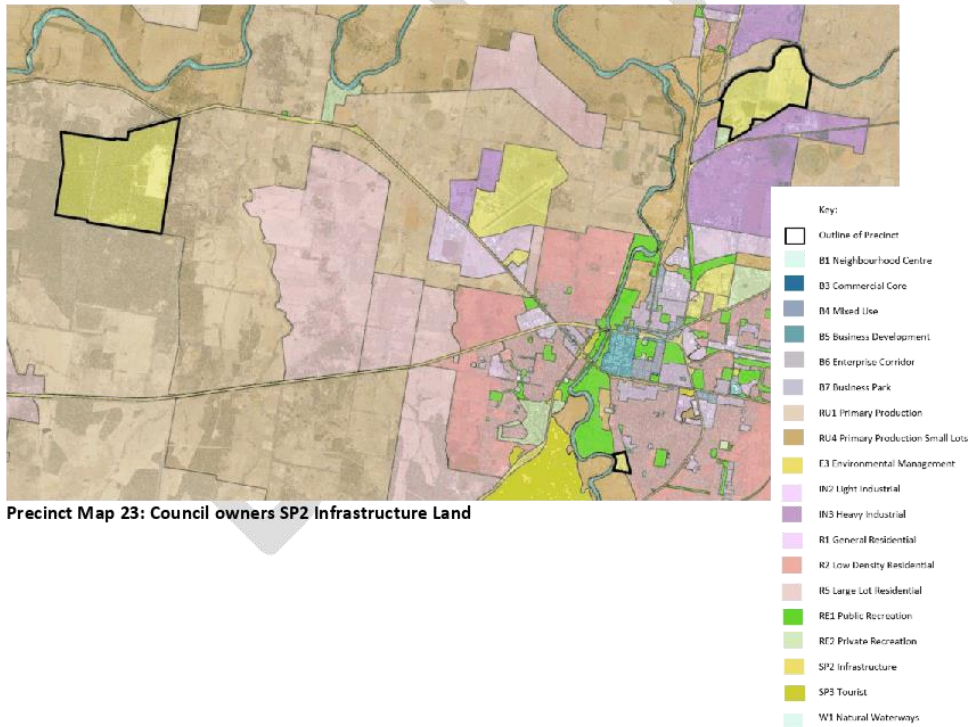 Key:
Outline of Precinct
B1 Neighbourhood Centre
B3 Commercial Core
B4 Mixed Use
B5 Business Development
B6 Enterprise Corridor
B7 Business Park
RU1 Primary Production
RU4 Primary Production Small Lots
E3 Environmental Management
IN2 Light Industrial
IN3 Heavy Industrial
R1 General Residential
R2 Low Density Residential
R5 Large Lot Residential
RE1 Public Recreation
RE2 Private Recreation
SP2 Infrastructure
SP3 Tourist
W1 Natural Waterways
Precinct Map 23: Council owners SP2 Infrastructure Land